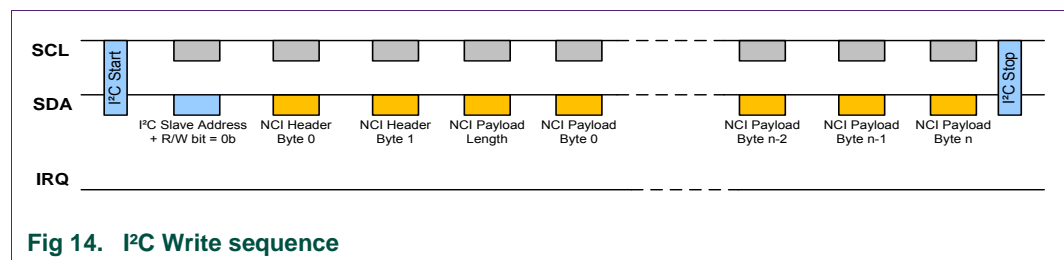 SCL
I²C Start
I²C Stop
SDA
I²C Slave Address
+ R/W bit = 0b
NCI Header
Byte 0
NCI Header
Byte 1
NCI Payload
Length
NCI Payload
Byte 0
NCI Payload
Byte n-2
NCI Payload
Byte n-1
NCI Payload
Byte n
IRQ
Fig 14. I²C Write sequence